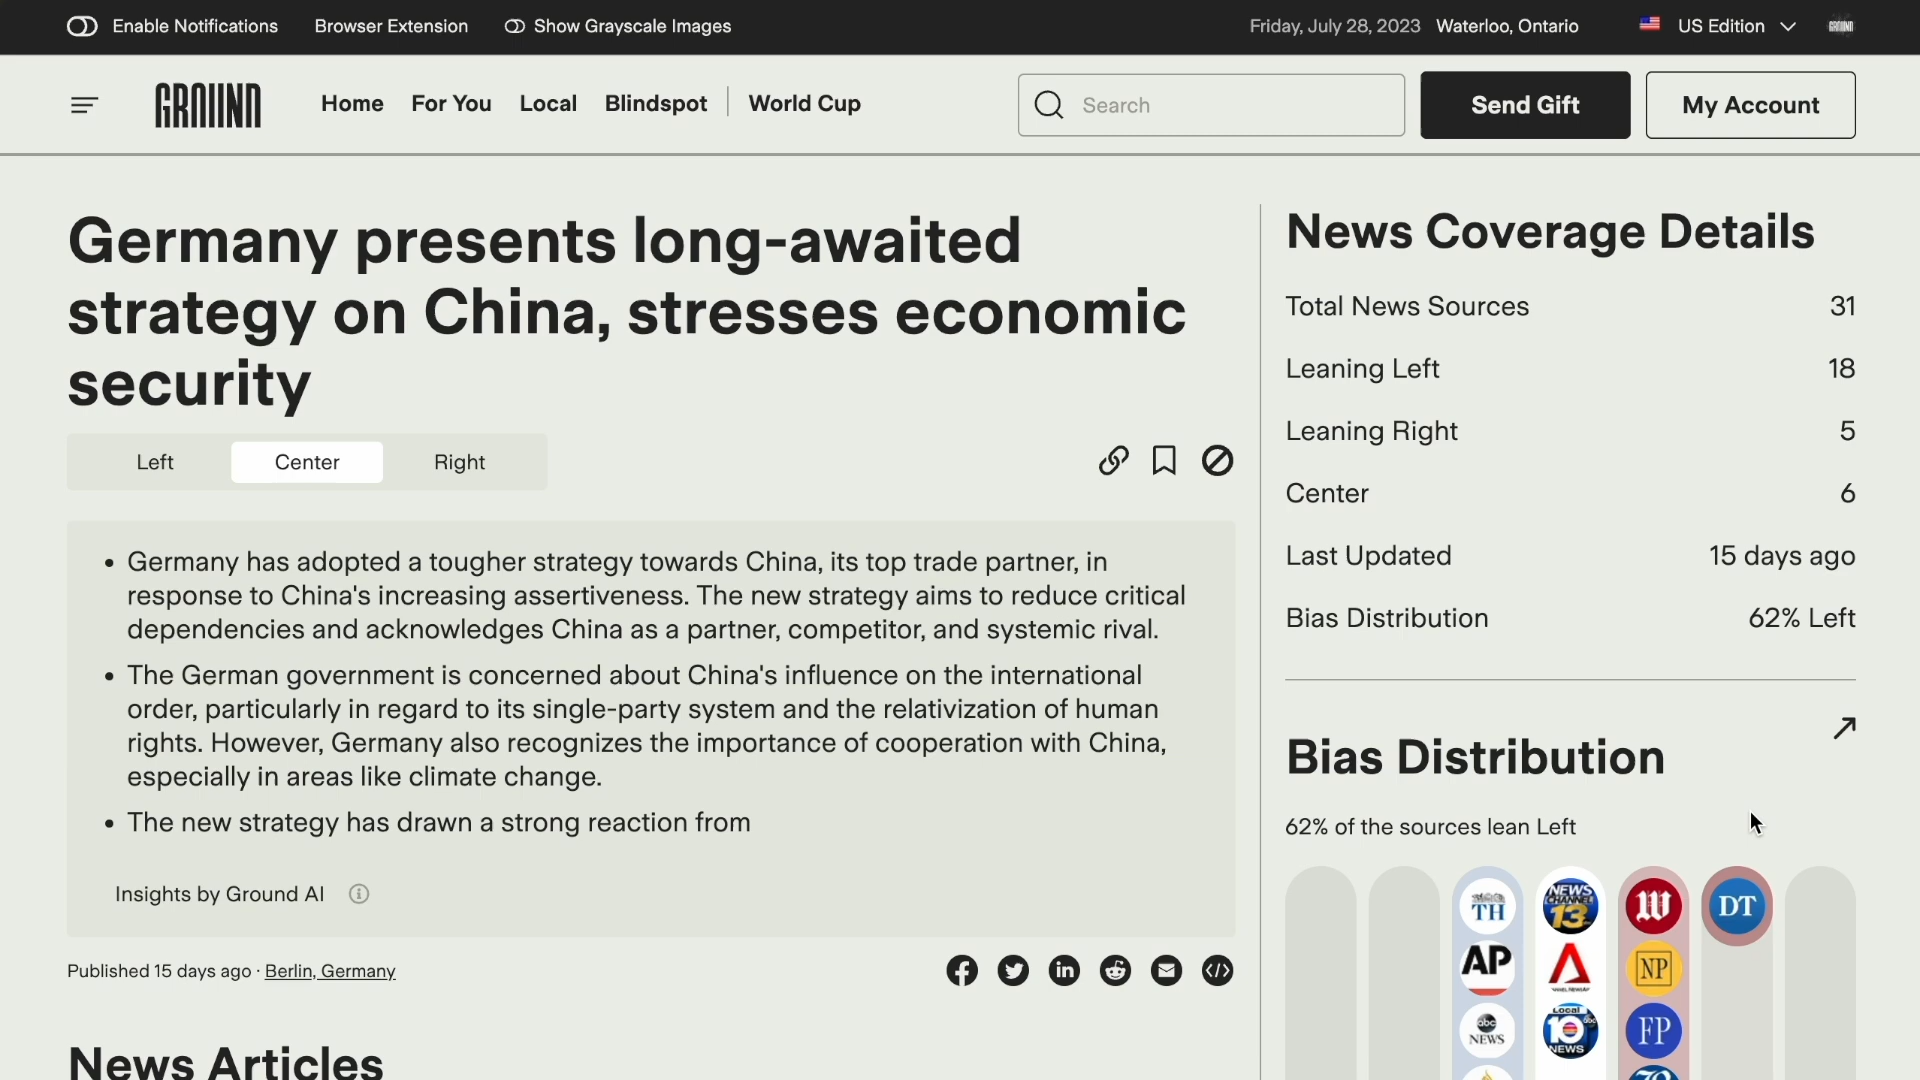 Enable Notifications Browser Extension Show Grayscale Images Friday, July 28, 2023 Waterloo, Ontario US Edition
GROUND Home For You Local Blindspot World Cup Search Send Gift My Account
Germany presents long-awaited
strategy on China, stresses economic
security
Left Center Right
Germany has adopted a tougher strategy towards China, its top trade partner, in
response to China's increasing assertiveness. The new strategy aims to reduce critical
dependencies and acknowledges China as a partner, competitor, and systemic rival.
The German government is concerned about China's influence on the international
order, particularly in regard to its single-party system and the relativization of human
rights. However, Germany also recognizes the importance of cooperation with China,
especially in areas like climate change.
The new strategy has drawn a strong reaction from
Insights by Ground AI
Published 15 days ago · Berlin, Germany
News Articles
News Coverage Details
Total News Sources 31
Leaning Left 18
Leaning Right 5
Center 6
Last Updated 15 days ago
Bias Distribution 62% Left
Bias Distribution
62% of the sources lean Left
TH NEWS CHANNEL 13 W DT
AP NP
abc NEWS Local 10 abc NEWS FP